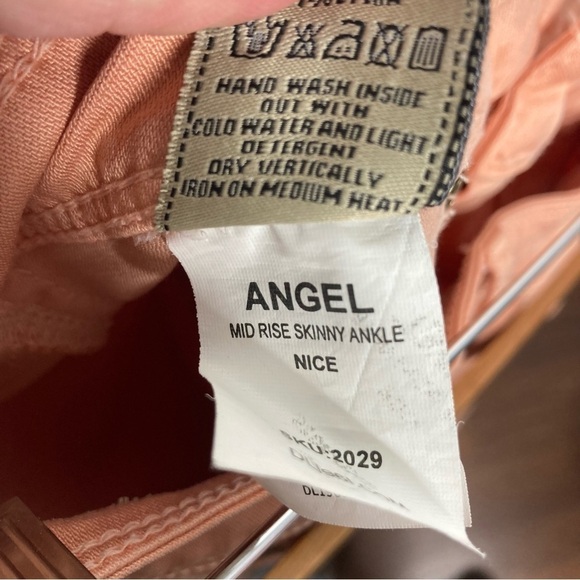 HAND WASH INSIDE
OUT WITH
COLD WATER AND LIGHT
DETERGENT
DRY VERTICALLY
IRON ON MEDIUM HEAT
ANGEL
MID RISE SKINNY ANKLE
NICE
SKU:2029